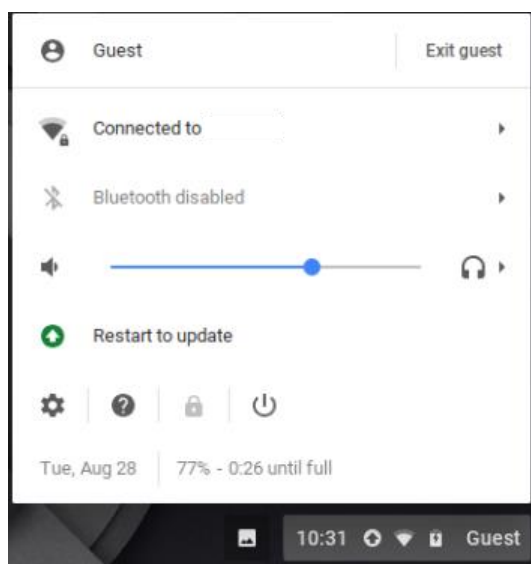 Guest Exit guest
Connected to
Bluetooth disabled
Restart to update
Tue, Aug 28 77% - 0:26 until full
10:31 Guest